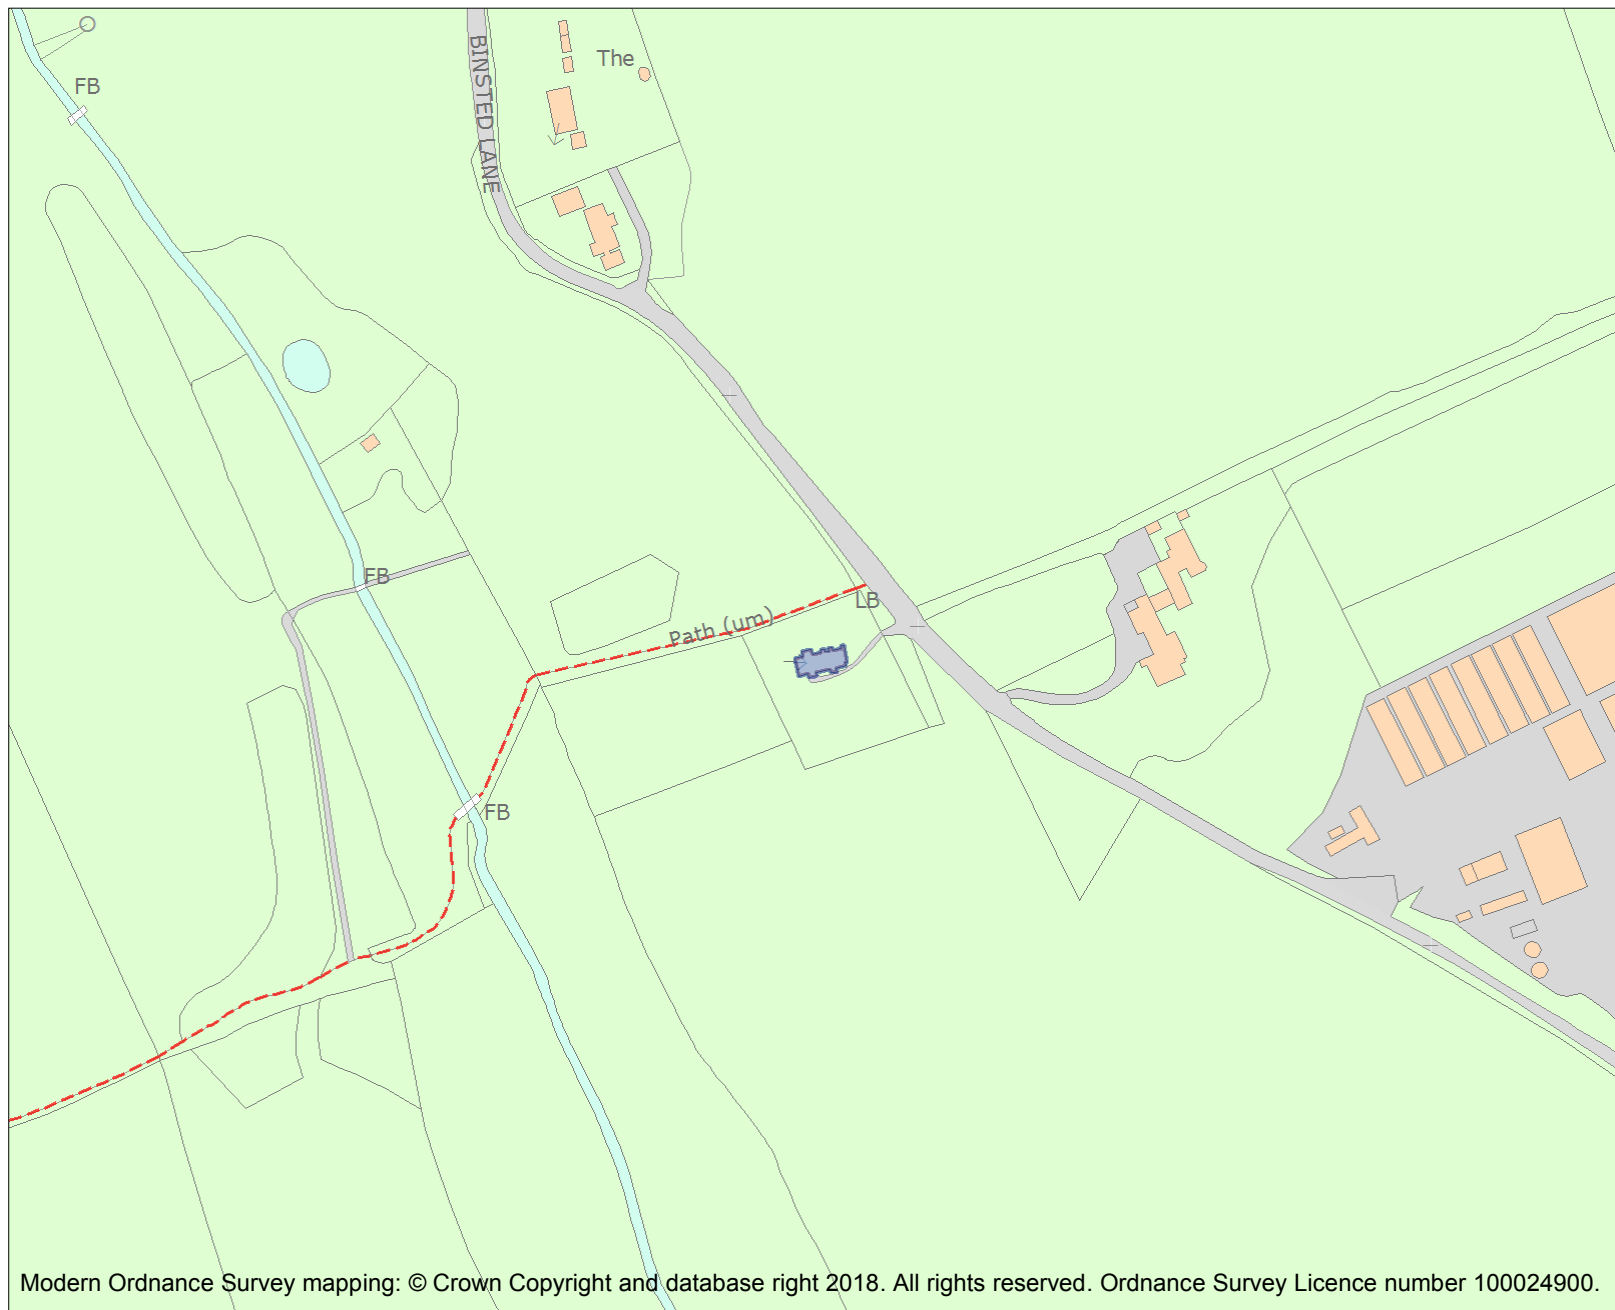 The
FB
BINSTED LANE
FB
LB
Path (um)
FB
Modern Ordnance Survey mapping: © Crown Copyright and database right 2018. All rights reserved. Ordnance Survey Licence number 100024900.